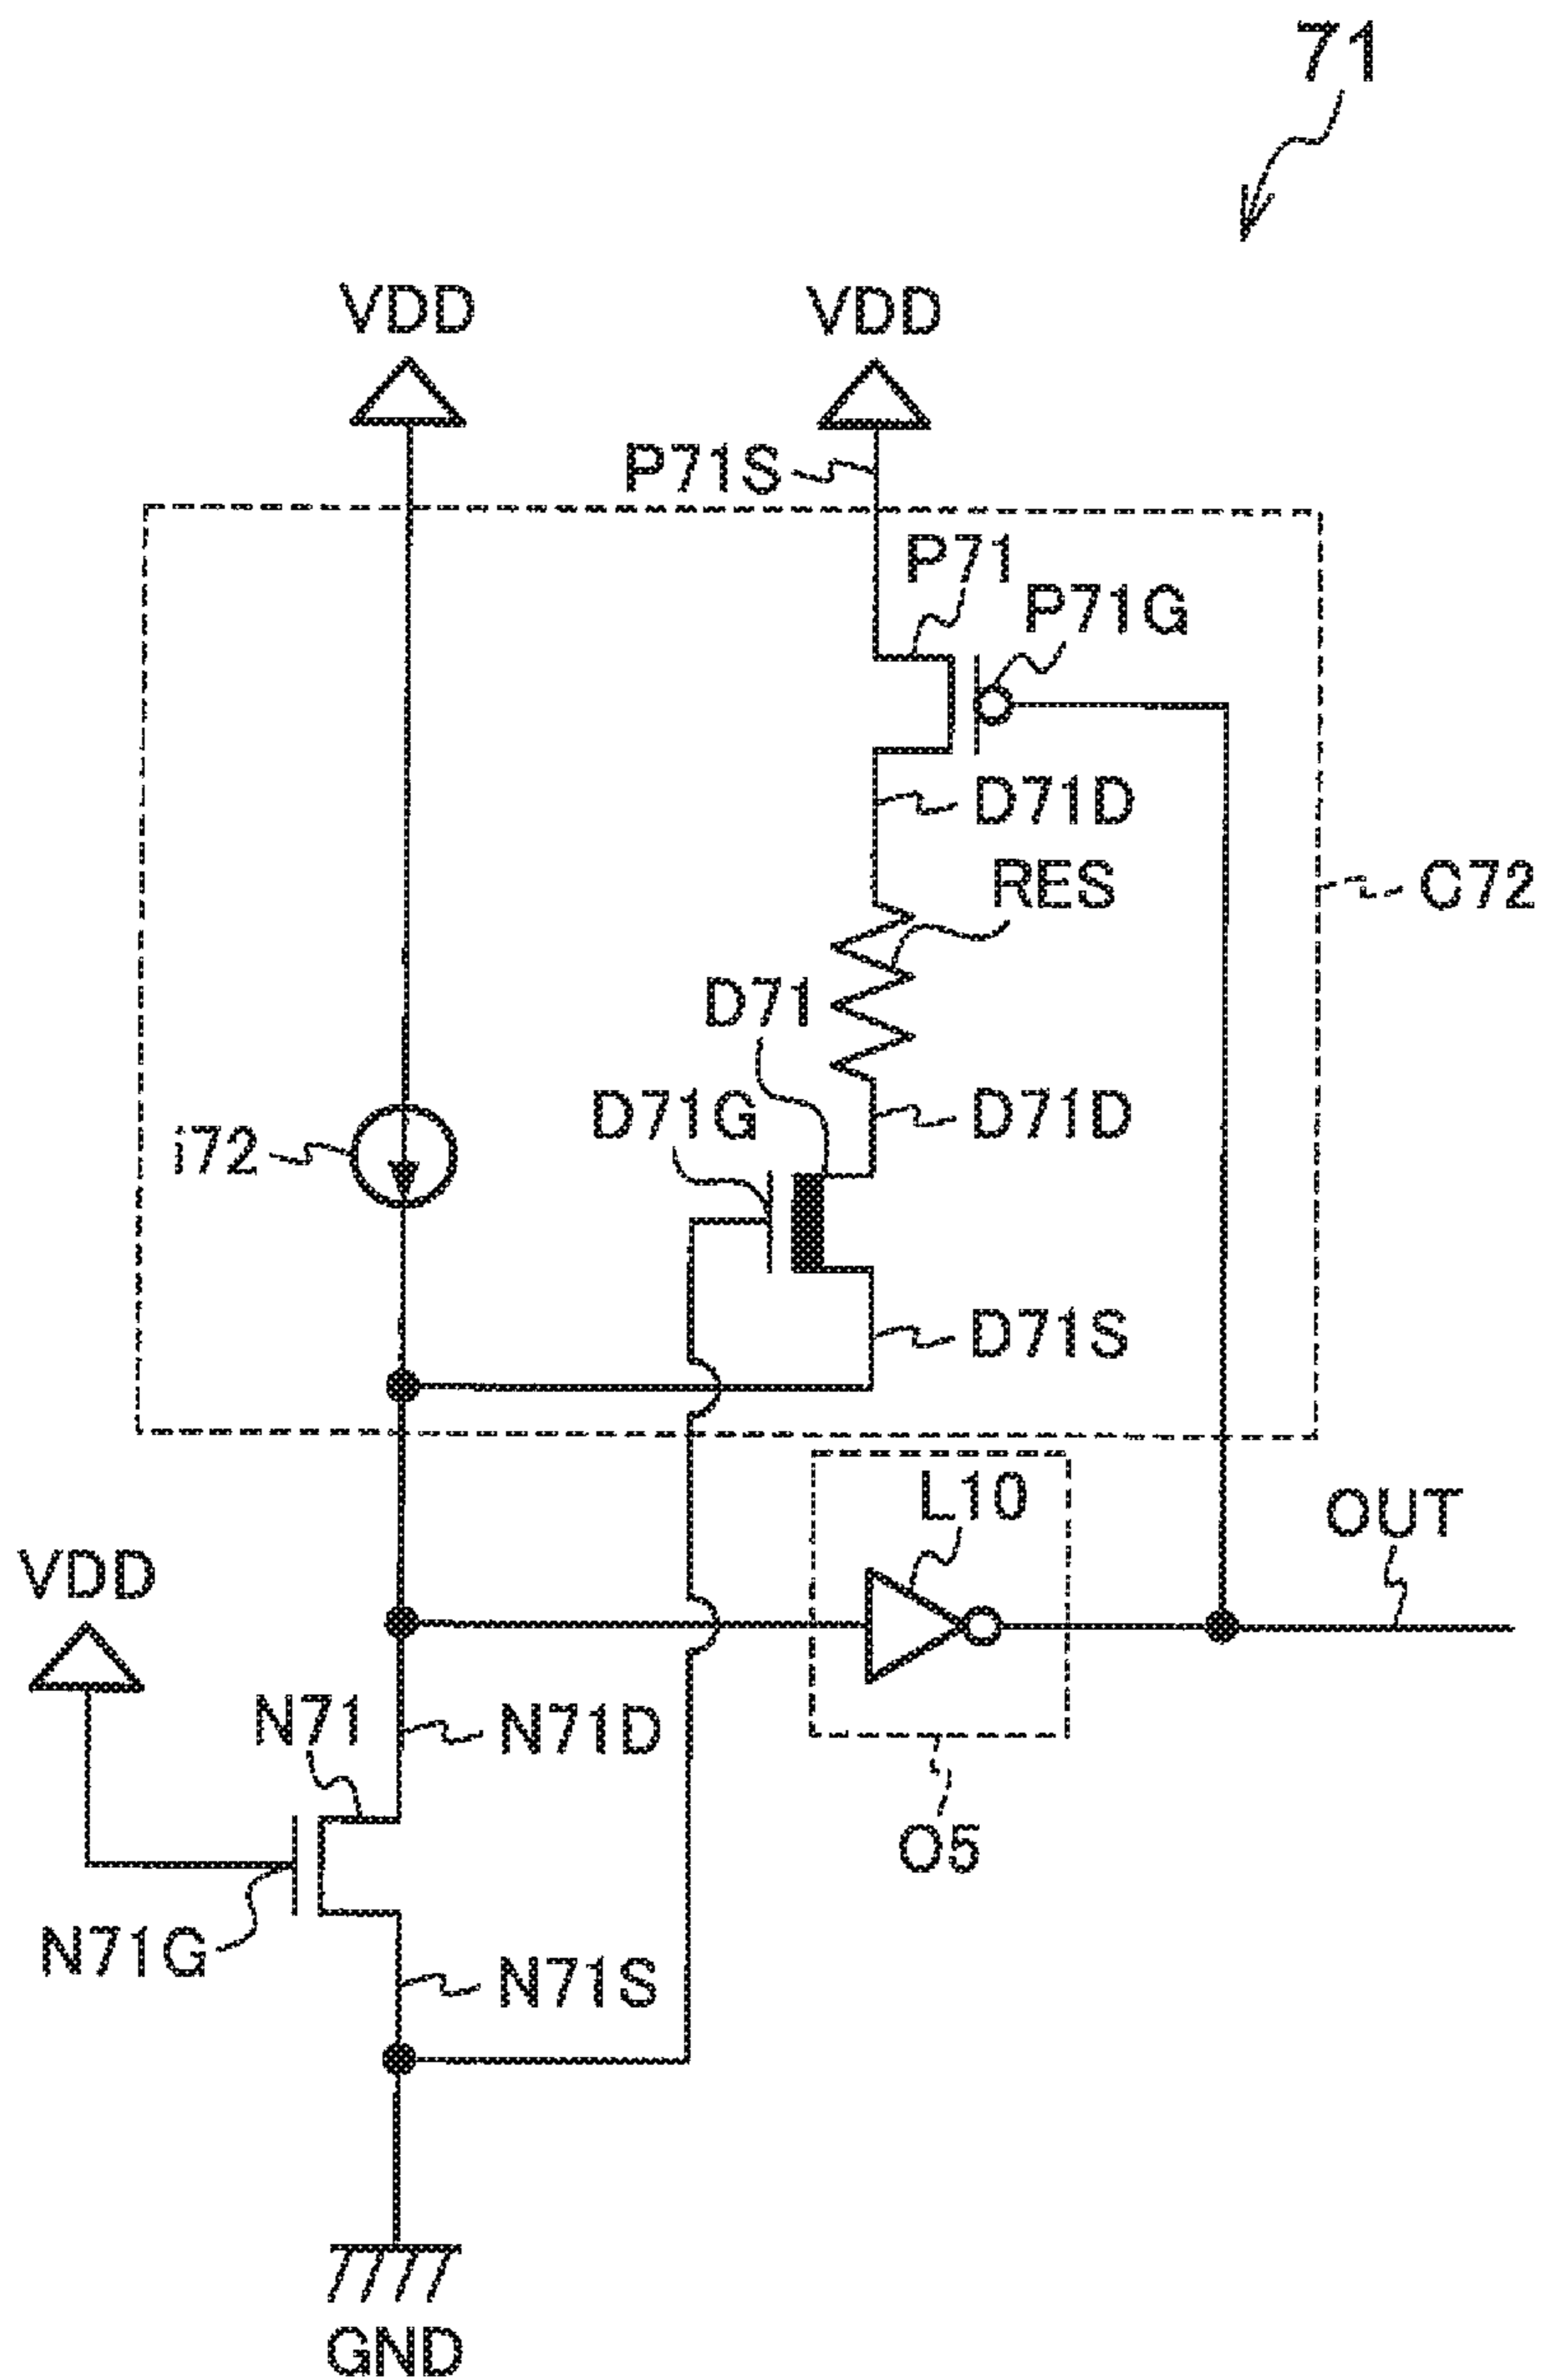 71
VDD
VDD
P71S
P71
P71G
D71D
RES
C72
D71
D71G
D71D
i72
D71S
L10
OUT
VDD
N71
N71D
O5
N71G
N71S
GND